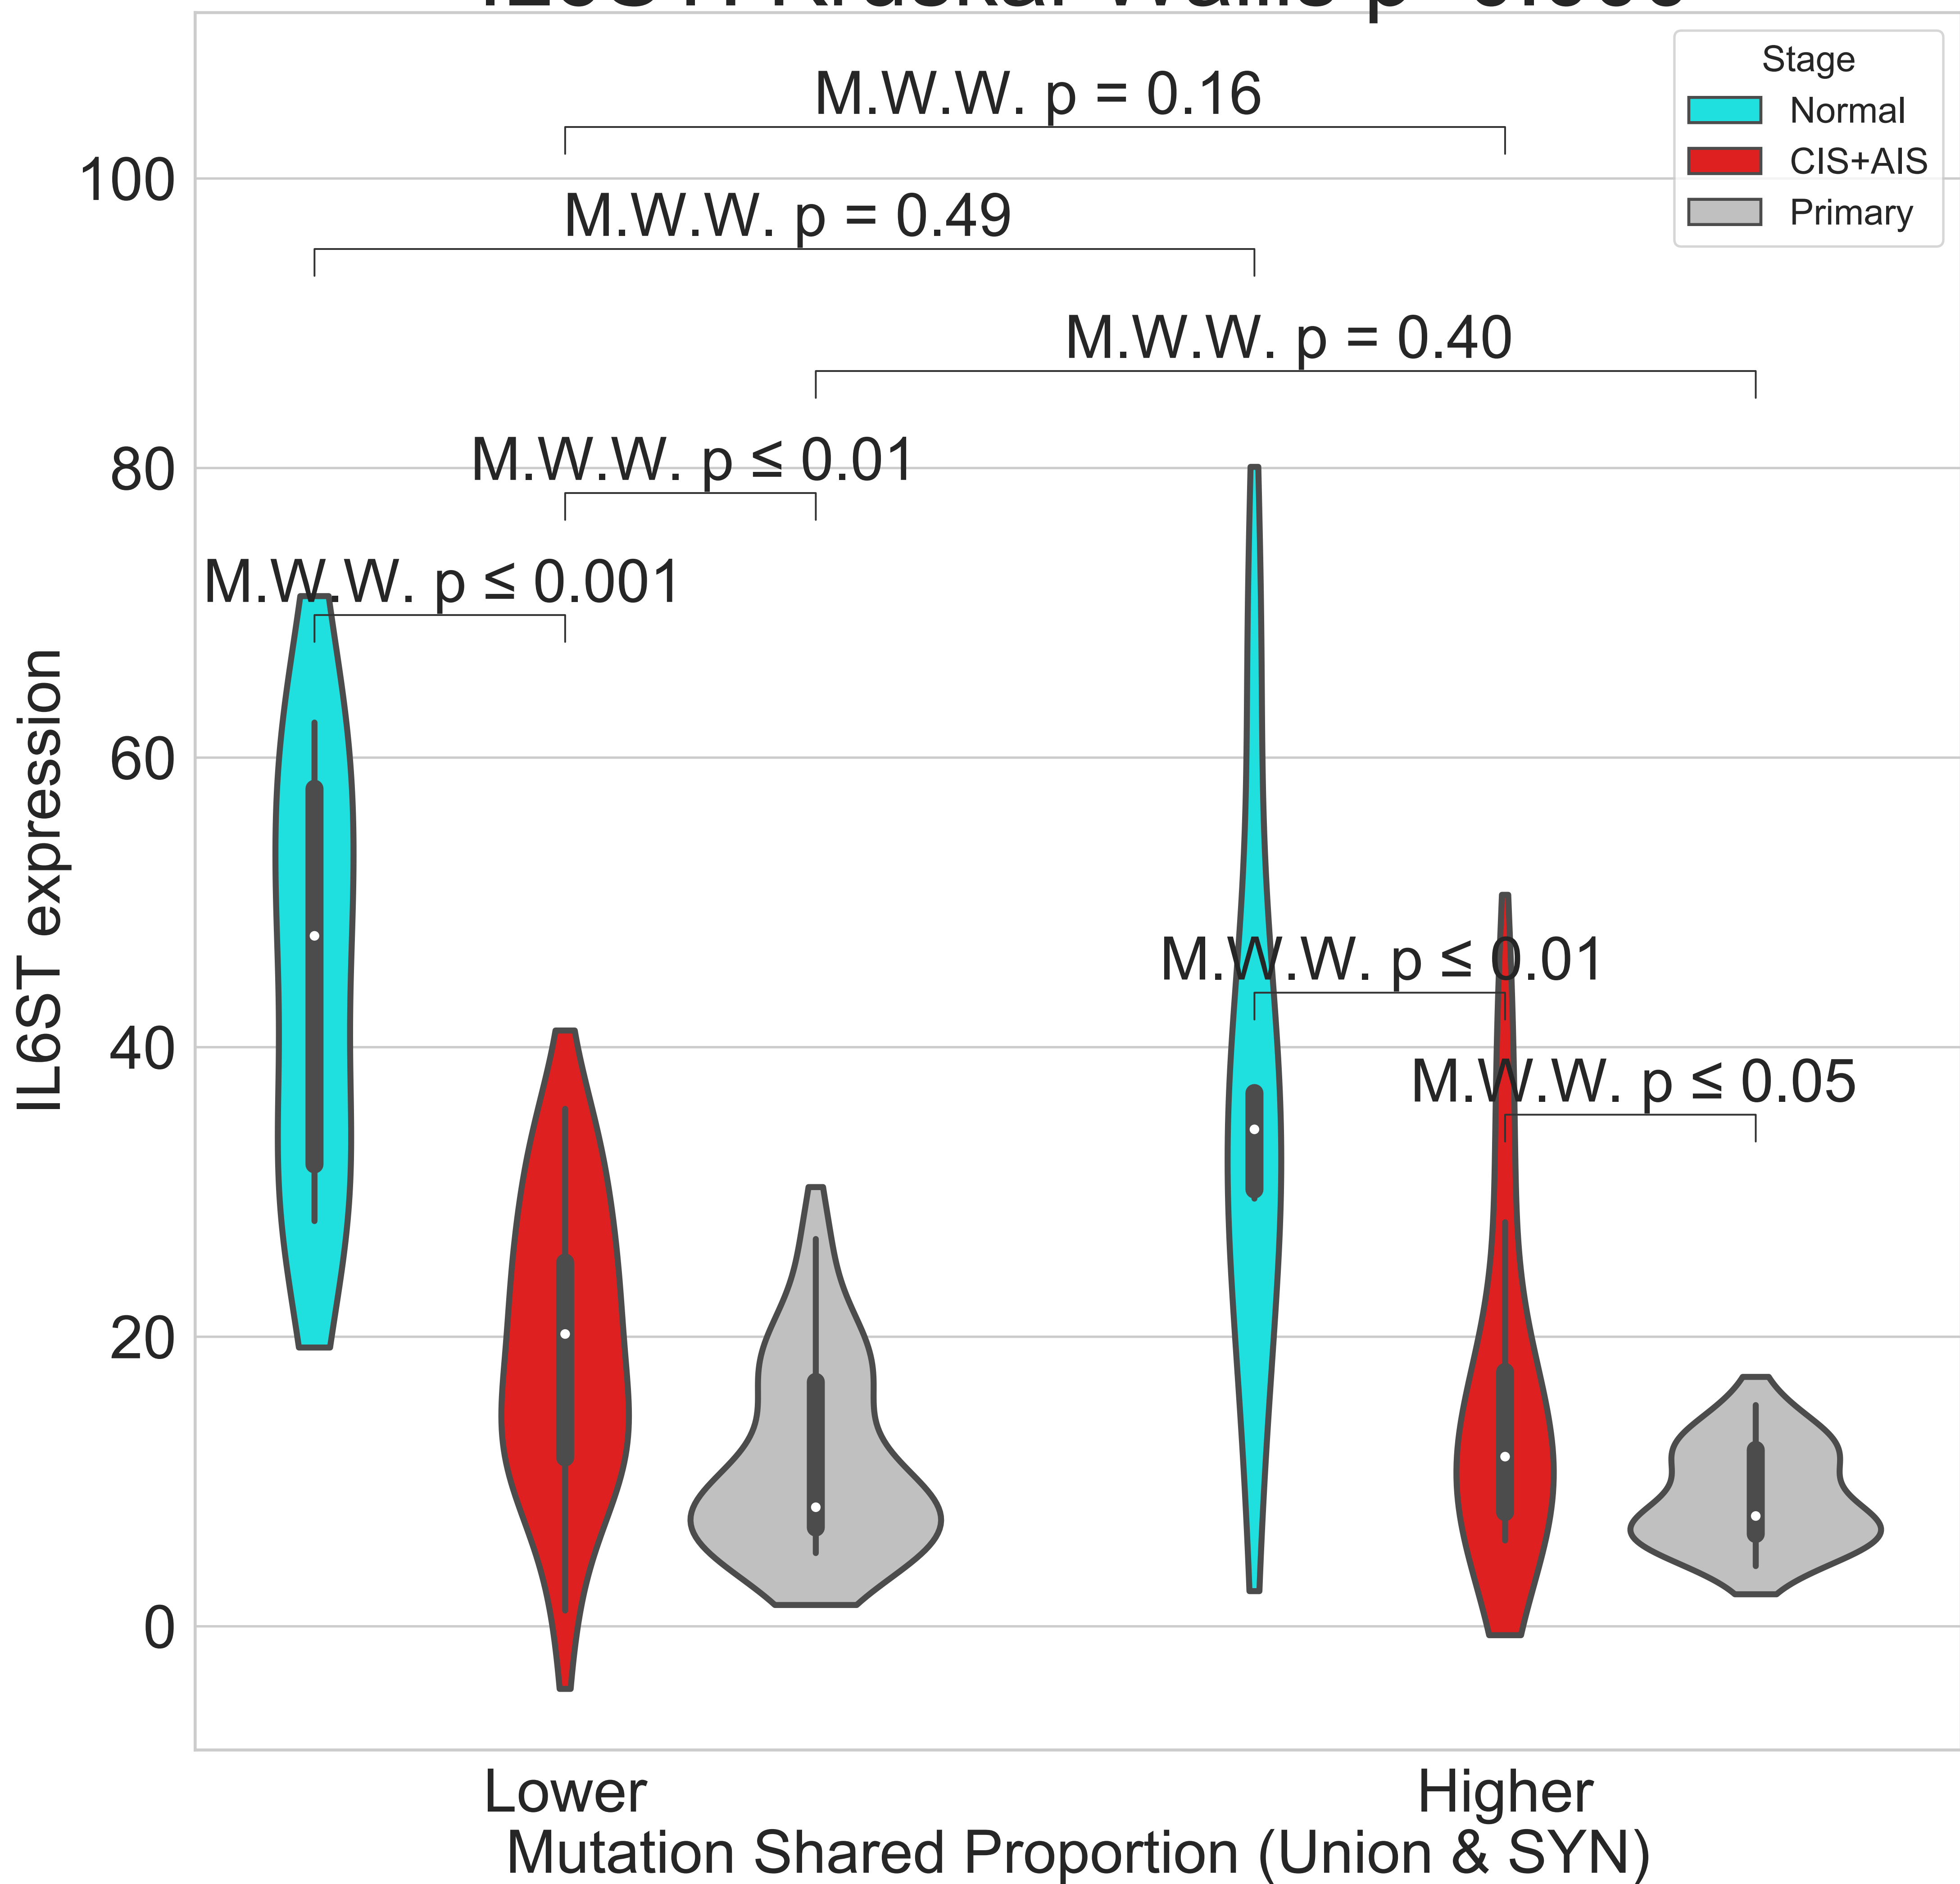 Stage
Normal
CIS+AIS
Primary
M.W.W. p = 0.16
M.W.W. p = 0.49
M.W.W. p = 0.40
M.W.W. p ≤ 0.01
M.W.W. p ≤ 0.001
M.W.W. p ≤ 0.01
M.W.W. p ≤ 0.05
100
80
60
40
20
0
IL6ST expression
Lower
Higher
Mutation Shared Proportion (Union & SYN)